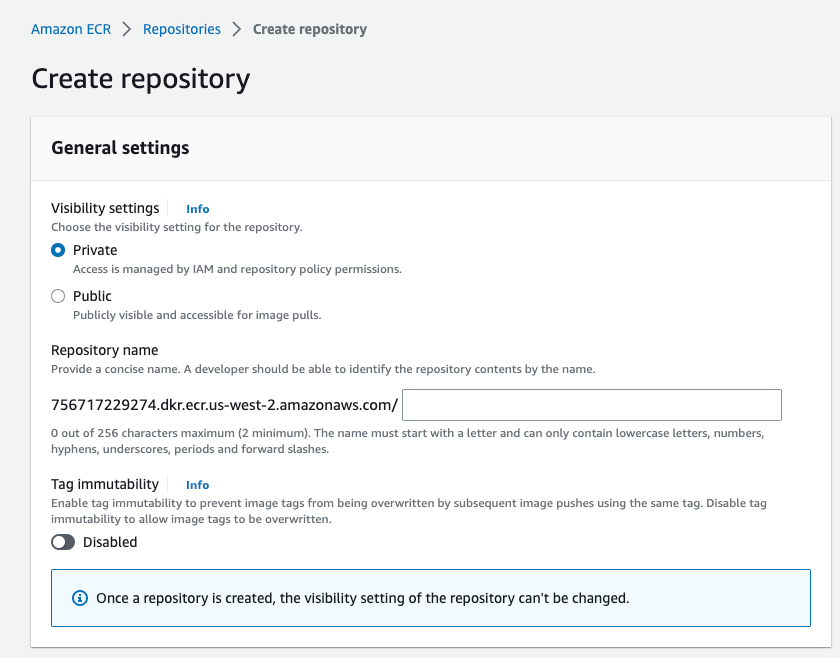 Amazon ECR > Repositories > Create repository
Create repository
General settings
Visibility settings Info
Choose the visibility setting for the repository.
Private
Access is managed by IAM and repository policy permissions.
Public
Publicly visible and accessible for image pulls.
Repository name
Provide a concise name. A developer should be able to identify the repository contents by the name.
756717229274.dkr.ecr.us-west-2.amazonaws.com/
0 out of 256 characters maximum (2 minimum). The name must start with a letter and can only contain lowercase letters, numbers,
hyphens, underscores, periods and forward slashes.
Tag immutability Info
Enable tag immutability to prevent image tags from being overwritten by subsequent image pushes using the same tag. Disable tag
immutability to allow image tags to be overwritten.
Disabled
Once a repository is created, the visibility setting of the repository can't be changed.